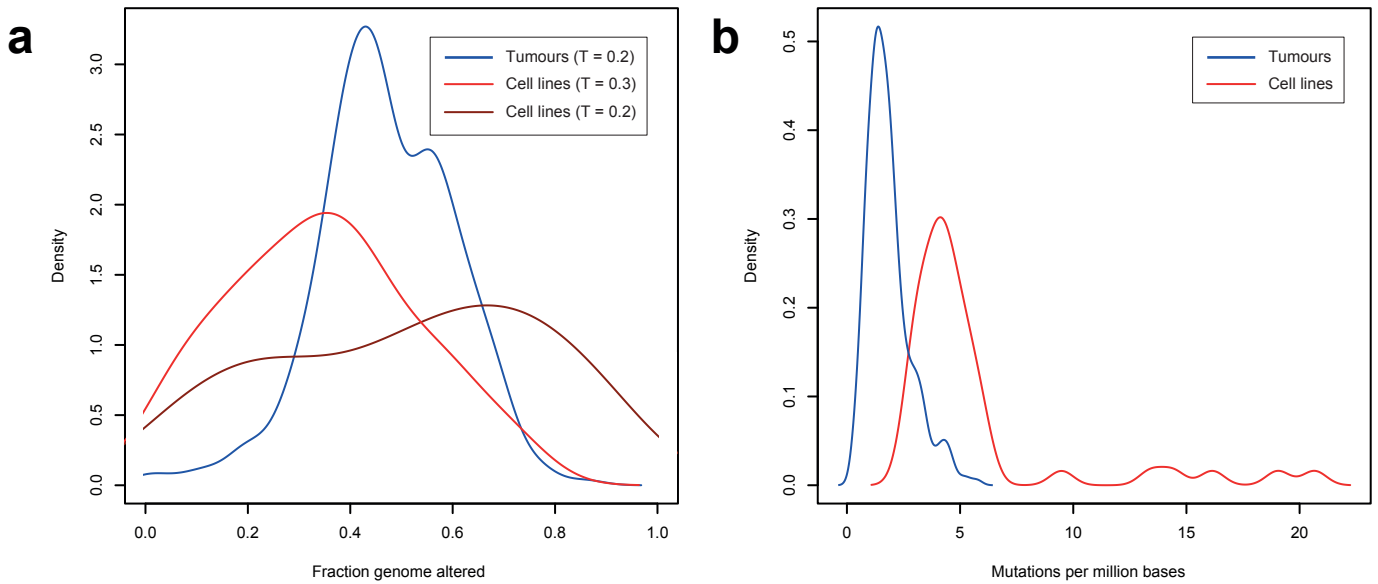 a
Density
0.0
0.5
1.0
1.5
2.0
2.5
3.0
Tumours (T = 0.2)
Cell lines (T = 0.3)
Cell lines (T = 0.2)
0.0 0.2 0.4 0.6 0.8 1.0
Fraction genome altered
b
Density
0.0
0.1
0.2
0.3
0.4
0.5
Tumours
Cell lines
0 5 10 15 20
Mutations per million bases